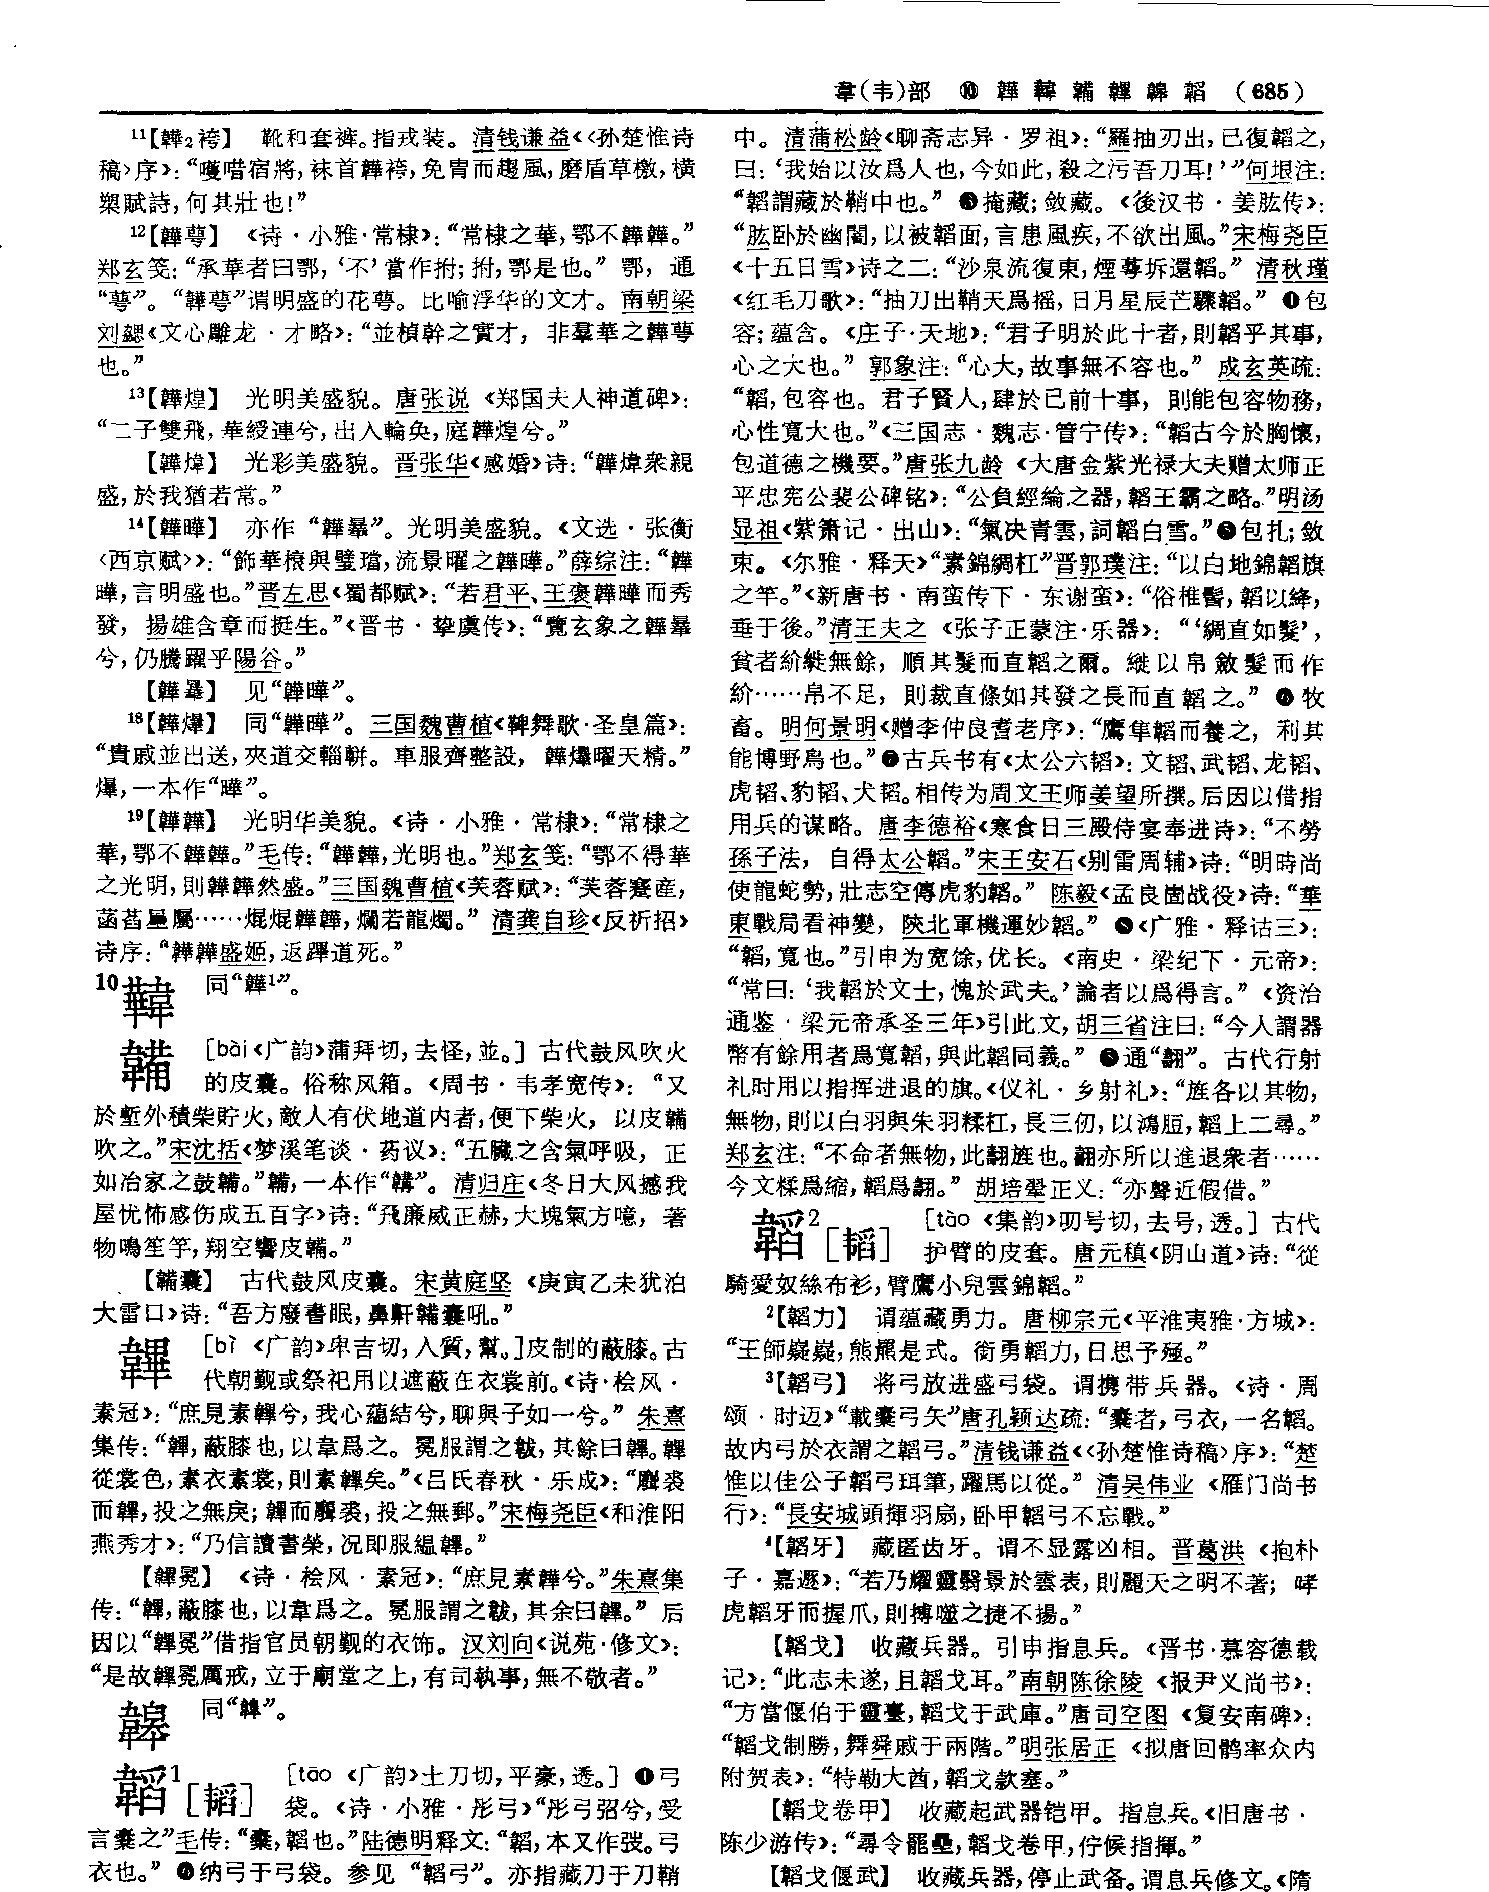 韋(韦)部 ⑩ 韡 韡 韛 韠 韟 韜 (685)
11【韡₂袴】 靴和套裤。指戎装。清钱谦益《〈孙楚惟诗
稿〉序》：“嚄唶宿將，袜首韡袴，免胄而趨風，磨盾草檄，横
槊賦詩，何其壯也！”
12【韡萼】 《诗·小雅·常棣》：“常棣之華，鄂不韡韡。”
郑玄笺：“承華者曰鄂，‘不’當作拊；拊，鄂足也。” 鄂，通
“萼”。“韡萼”谓明盛的花萼。比喻浮华的文才。南朝梁
刘勰《文心雕龙·才略》：“並楨幹之實才，非羣華之韡萼
也。”
13【韡煌】 光明美盛貌。唐张说《郑国夫人神道碑》：
“二子雙飛，華綬連兮，出入輪奂，庭韡煌兮。”
【韡煒】 光彩美盛貌。晋张华《感婚》诗：“韡煒衆親
盛，於我猶若常。”
14【韡曄】 亦作“韡㬥”。光明美盛貌。《文选·张衡
〈西京赋〉》：“飾華榱與璧璫，流景曜之韡曄。”薛综注：“韡
曄，言明盛也。”晋左思《蜀都赋》：“若君平、王褒韡曄而秀
發，揚雄含章而挺生。”《晋书·挚虞传》：“覽玄象之韡
兮，仍騰躍乎陽谷。”
见“韡曄”。
同“韡曄”。三国魏曹植《鞞舞歌·圣皇篇》：
“貴戚並出送，夾道交輜軿。車服齊整設，韡爗曜天精。”
爗，一本作“曄”。
19【韡韡】 光明华美貌。《诗·小雅·常棣》：“常棣之
華，鄂不韡韡。”毛传：“韡韡，光明也。”郑玄笺：“鄂不得華
之光明，則韡韡然盛。”三国魏曹植《芙蓉赋》：“芙蓉蹇産，
菡萏星屬……焜焜韡韡，爛若龍燭。” 清龚自珍《反祈招》
诗序：“韡韡盛姬，返蹕道死。”
10 同“韡¹”。
韛 [bài《广韵》蒲拜切，去怪，並。] 古代鼓风吹火
的皮囊。俗称风箱。《周书·韦孝宽传》：“又
於塹外積柴貯火，敵人有伏地道内者，便下柴火，以皮韛
吹之。”宋沈括《梦溪笔谈·药议》：“五臟之含氣呼吸，正
如冶家之鼓韛。”韛，一本作“鞲”。清归庄《冬日大风撼我
屋忧怖感伤成五百字》诗：“飛廉威正赫，大塊氣方噫，著
物鳴笙竽，翔空響皮韛。”
【韛囊】 古代鼓风皮囊。宋黄庭坚《庚寅乙未犹泊
大雷口》诗：“吾方廢書眠，鼻鼾韛囊吼。”
韠 [bì《广韵》卑吉切，入質，幫。]皮制的蔽膝。古
代朝觐或祭祀用以遮蔽在衣裳前。《诗·桧风·
素冠》：“庶見素韠兮，我心藴結兮，聊與子如一兮。” 朱熹
集传：“韠，蔽膝也，以韋爲之。冕服謂之韍，其餘曰韠。韠
從裳色，素衣素裳，則素韠矣。”《吕氏春秋·乐成》：“麛裘
而韠，投之無戾；韠而麛裘，投之無郵。”宋梅尧臣《和淮阳
燕秀才》：“乃信讀書榮，况即服緼韠。”
【韠冕】 《诗·桧风·素冠》：“庶見素韠兮。”朱熹集
传：“韠，蔽膝也，以韋爲之。冕服謂之韍，其余曰韠。” 后
因以“韠冕”借指官员朝觐的衣饰。汉刘向《说苑·修文》：
“是故韠冕厲戒，立于廟堂之上，有司執事，無不敬者。”
同
韜¹[韬] [tāo《广韵》土刀切，平豪，透。] ❶弓
袋。《诗·小雅·彤弓》“彤弓弨兮，受
言櫜之”毛传：“櫜，韜也。”陆德明释文：“韜，本又作弢。弓
衣也。” ❷纳弓于弓袋。参见“韜弓”。亦指藏刀于刀鞘
中。清蒲松龄《聊斋志异·罗祖》：“羅抽刃出，已復韜之，
曰：‘我始以汝爲人也，今如此，殺之污吾刀耳！’”何垠注：
“韜謂藏於鞘中也。” ❸掩藏；敛藏。《後汉书·姜肱传》：
“肱卧於幽闇，以被韜面，言患風疾，不欲出風。”宋梅尧臣
《十五日雪》诗之二：“沙泉流復東，煙蕚坼還韜。” 清秋瑾
《红毛刀歌》：“抽刀出鞘天爲摇，日月星辰芒驟韜。” ❹包
容；蕴含。《庄子·天地》：“君子明於此十者，則韜乎其事，
心之大也。” 郭象注：“心大，故事無不容也。” 成玄英疏：
“韜，包容也。君子賢人，肆於已前十事，則能包容物務，
心性寬大也。”《三国志·魏志·管宁传》：“韜古今於胸懷，
包道德之機要。”唐张九龄《大唐金紫光禄大夫赠太师正
平忠宪公裴公碑铭》：“公負經綸之器，韜王霸之略。”明汤
显祖《紫箫记·出山》：“氣决青雲，詞韜白雪。”❺包扎；敛
束。《尔雅·释天》“素錦綢杠”晋郭璞注：“以白地錦韜旗
之竿。”《新唐书·南蛮传下·东谢蛮》：“俗椎髻，韜以絳，
垂于後。”清王夫之《张子正蒙注·乐器》：“‘綢直如髮’，
貧者紒縰無餘，順其髮而直韜之爾。縰以帛斂髮而作
紒……帛不足，則裁直條如其發之長而直韜之。” ❻牧
畜。明何景明《赠李仲良耆老序》：“鷹隼韜而養之，利其
能博野鳥也。”❼古兵书有《太公六韬》：文韬、武韬、龙韬、
虎韬、豹韬、犬韬。相传为周文王师姜望所撰。后因以借指
用兵的谋略。唐李德裕《寒食日三殿侍宴奉进诗》：“不勞
孫子法，自得太公韜。”宋王安石《别雷周辅》诗：“明時尚
使龍蛇勢，壯志空傳虎豹韜。” 陈毅《孟良崮战役》诗：“華
東戰局看神變，陝北軍機運妙韜。” ❽《广雅·释诂三》：
“韜，寬也。”引申为宽馀，优长。《南史·梁纪下·元帝》：
“常曰：‘我韜於文士，愧於武夫。’論者以爲得言。”《资治
通鉴·梁元帝承圣三年》引此文，胡三省注曰：“今人謂器
幣有餘用者爲寬韜，與此韜同義。” ❾通“翿”。古代行射
礼时用以指挥进退的旗。《仪礼·乡射礼》：“旌各以其物，
無物，則以白羽與朱羽糅杠，長三仞，以鴻脰，韜上二尋。”
郑玄注：“不命者無物，此翿旌也。翿亦所以進退衆者……
今文糅爲縮，韜爲翿。” 胡培翬正义：“亦聲近假借。”
韜²[韬] [tào《集韵》叨号切，去号，透。] 古代
护臂的皮套。唐元稹《阴山道》诗：“從
騎愛奴絲布衫，臂鷹小兒雲錦韜。”
2【韜力】 谓蕴藏勇力。唐柳宗元《平淮夷雅·方城》：
“王師嶷嶷，熊羆是式。銜勇韜力，日思予殛。”
3【韜弓】 将弓放进盛弓袋。谓携带兵器。《诗·周
颂·时迈》“載櫜弓矢”唐孔颖达疏：“櫜者，弓衣，一名韜。
故内弓於衣謂之韜弓。”清钱谦益《〈孙楚惟诗稿〉序》：“楚
惟以佳公子韜弓珥筆，躍馬以從。” 清吴伟业《雁门尚书
行》：“長安城頭揮羽扇，卧甲韜弓不忘戰。”
4【韜牙】 藏匿齿牙。谓不显露凶相。晋葛洪《抱朴
子·嘉遯》：“若乃耀靈翳景於雲表，則麗天之明不著；哮
虎韜牙而握爪，則搏噬之捷不揚。”
【韜戈】 收藏兵器。引申指息兵。《晋书·慕容德载
记》：“此志未遂，且韜戈耳。”南朝陈徐陵《报尹义尚书》：
“方當偃伯于靈臺，韜戈于武庫。”唐司空图《复安南碑》：
“韜戈制勝，舞舜戚于兩階。”明张居正《拟唐回鹘率众内
附贺表》：“特勒大酋，韜戈款塞。”
【韜戈卷甲】 收藏起武器铠甲。指息兵。《旧唐书·
陈少游传》：“尋令罷壘，韜戈卷甲，佇候指揮。”
【韜戈偃武】 收藏兵器，停止武备。谓息兵修文。《隋